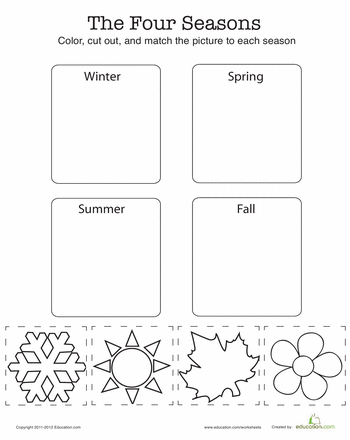 The Four Seasons
Color, cut out, and match the picture to each season
Winter
Spring
Summer
Fall
Copyright 2011-2012 Education.com
www.education.com/worksheets
Created by:
education.com